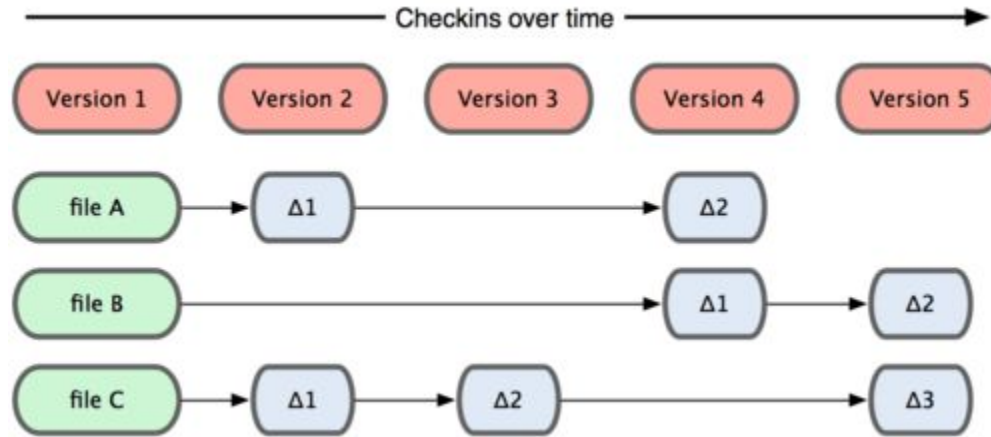 Checkins over time
Version 1 Version 2 Version 3 Version 4 Version 5
file A Δ1 Δ2
file B Δ1 Δ2
file C Δ1 Δ2 Δ3